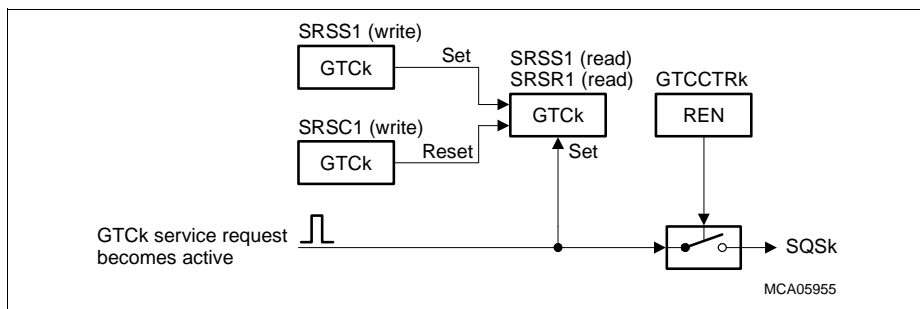 SRSS1 (write)
GTCk
Set
SRSS1 (read)
SRSR1 (read)
GTCk
GTCCTRk
REN
SRSC1 (write)
GTCk
Reset
Set
GTCk service request
becomes active
SQSk
MCA05955